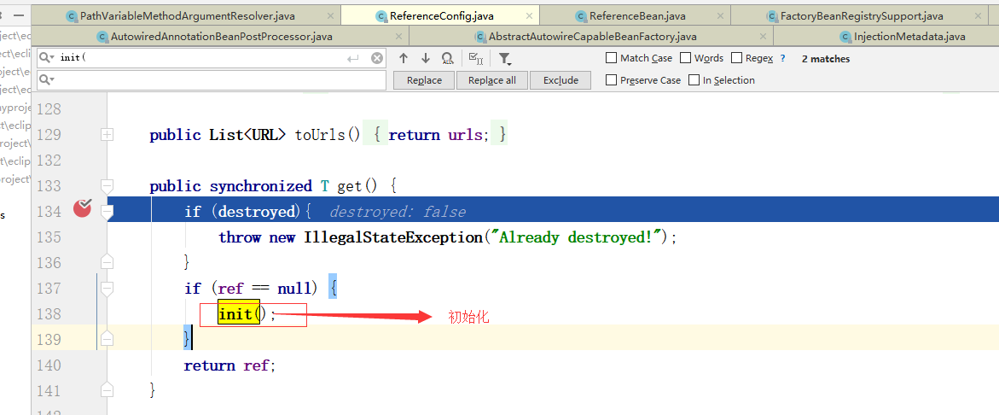 PathVariableMethodArgumentResolver.java ReferenceConfig.java ReferenceBean.java FactoryBeanRegistrySupport.java
AutowiredAnnotationBeanPostProcessor.java AbstractAutowireCapableBeanFactory.java InjectionMetadata.java
init( Match Case Words Regex ? 2 matches
Replace Replace all Exclude Preserve Case In Selection
128
129 public List<URL> toUrls() { return urls; }
132
133 public synchronized T get() {
134 if (destroyed){ destroyed: false
135 throw new IllegalStateException("Already destroyed!");
136 }
137 if (ref == null) {
138 init(); 初始化
139 }
140 return ref;
141 }